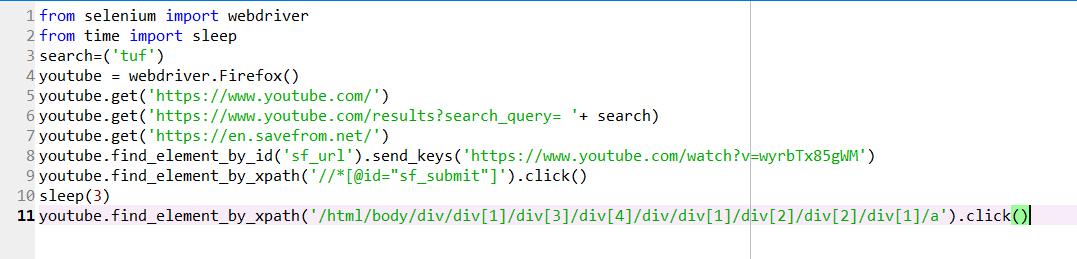 1 from selenium import webdriver
2 from time import sleep
3 search=('tuf')
4 youtube = webdriver.Firefox()
5 youtube.get('https://www.youtube.com/')
6 youtube.get('https://www.youtube.com/results?search_query= '+ search)
7 youtube.get('https://en.savefrom.net/')
8 youtube.find_element_by_id('sf_url').send_keys('https://www.youtube.com/watch?v=wyrbTx85gWM')
9 youtube.find_element_by_xpath('//*[@id="sf_submit"]').click()
10 sleep(3)
11 youtube.find_element_by_xpath('/html/body/div/div[1]/div[3]/div[4]/div/div[1]/div[2]/div[2]/div[1]/a').click()